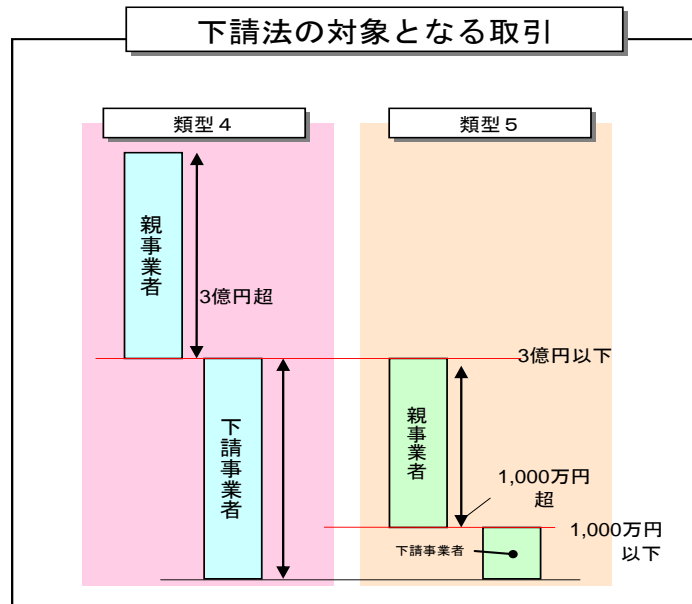 下請法の対象となる取引
類型４
類型５
親事業者
3億円超
3億円以下
下請事業者
親事業者
1,000万円
超
1,000万円
以下
下請事業者